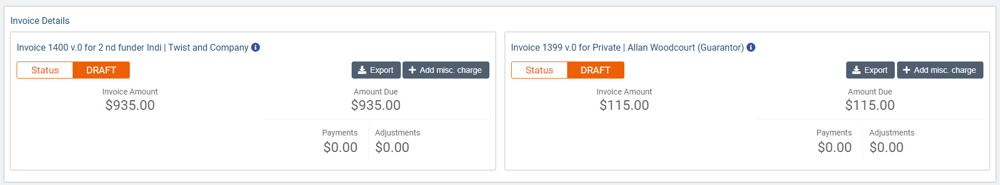 Invoice Details
Invoice 1400 v.0 for 2 nd funder Indi | Twist and Company
Status DRAFT
Export
Add misc. charge
Invoice Amount
$935.00
Amount Due
$935.00
Payments
$0.00
Adjustments
$0.00
Invoice 1399 v.0 for Private | Allan Woodcourt (Guarantor)
Status DRAFT
Export
Add misc. charge
Invoice Amount
$115.00
Amount Due
$115.00
Payments
$0.00
Adjustments
$0.00